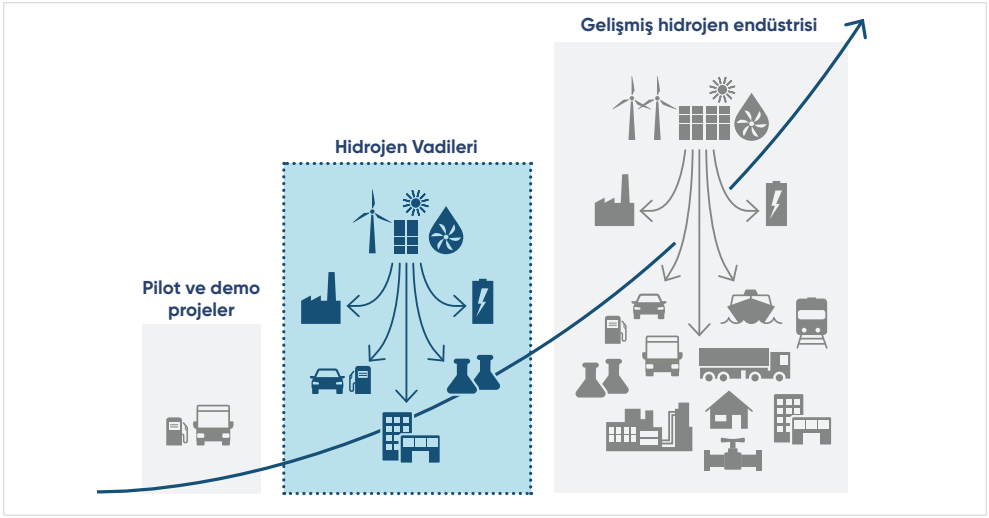 Gelişmiş hidrojen endüstrisi
Hidrojen Vadileri
Pilot ve demo
projeler